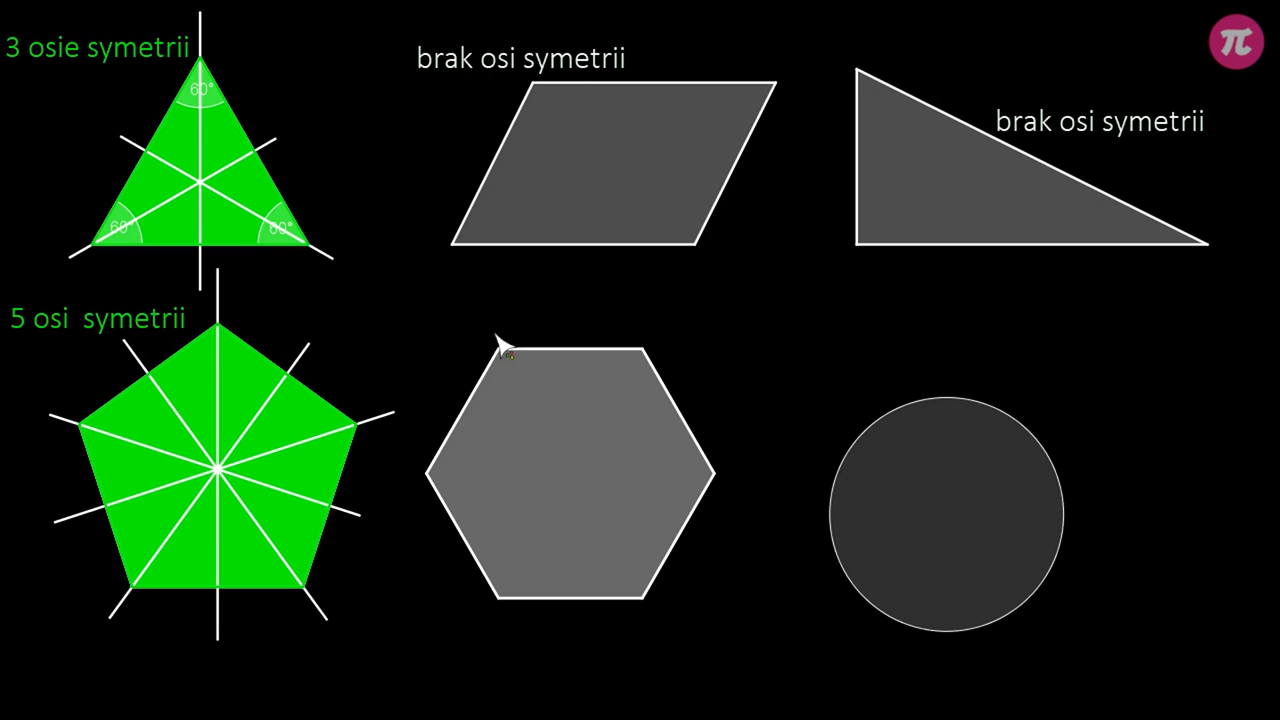 3 osie symetrii
brak osi symetrii
brak osi symetrii
60°
60°
60°
5 osi  symetrii
π